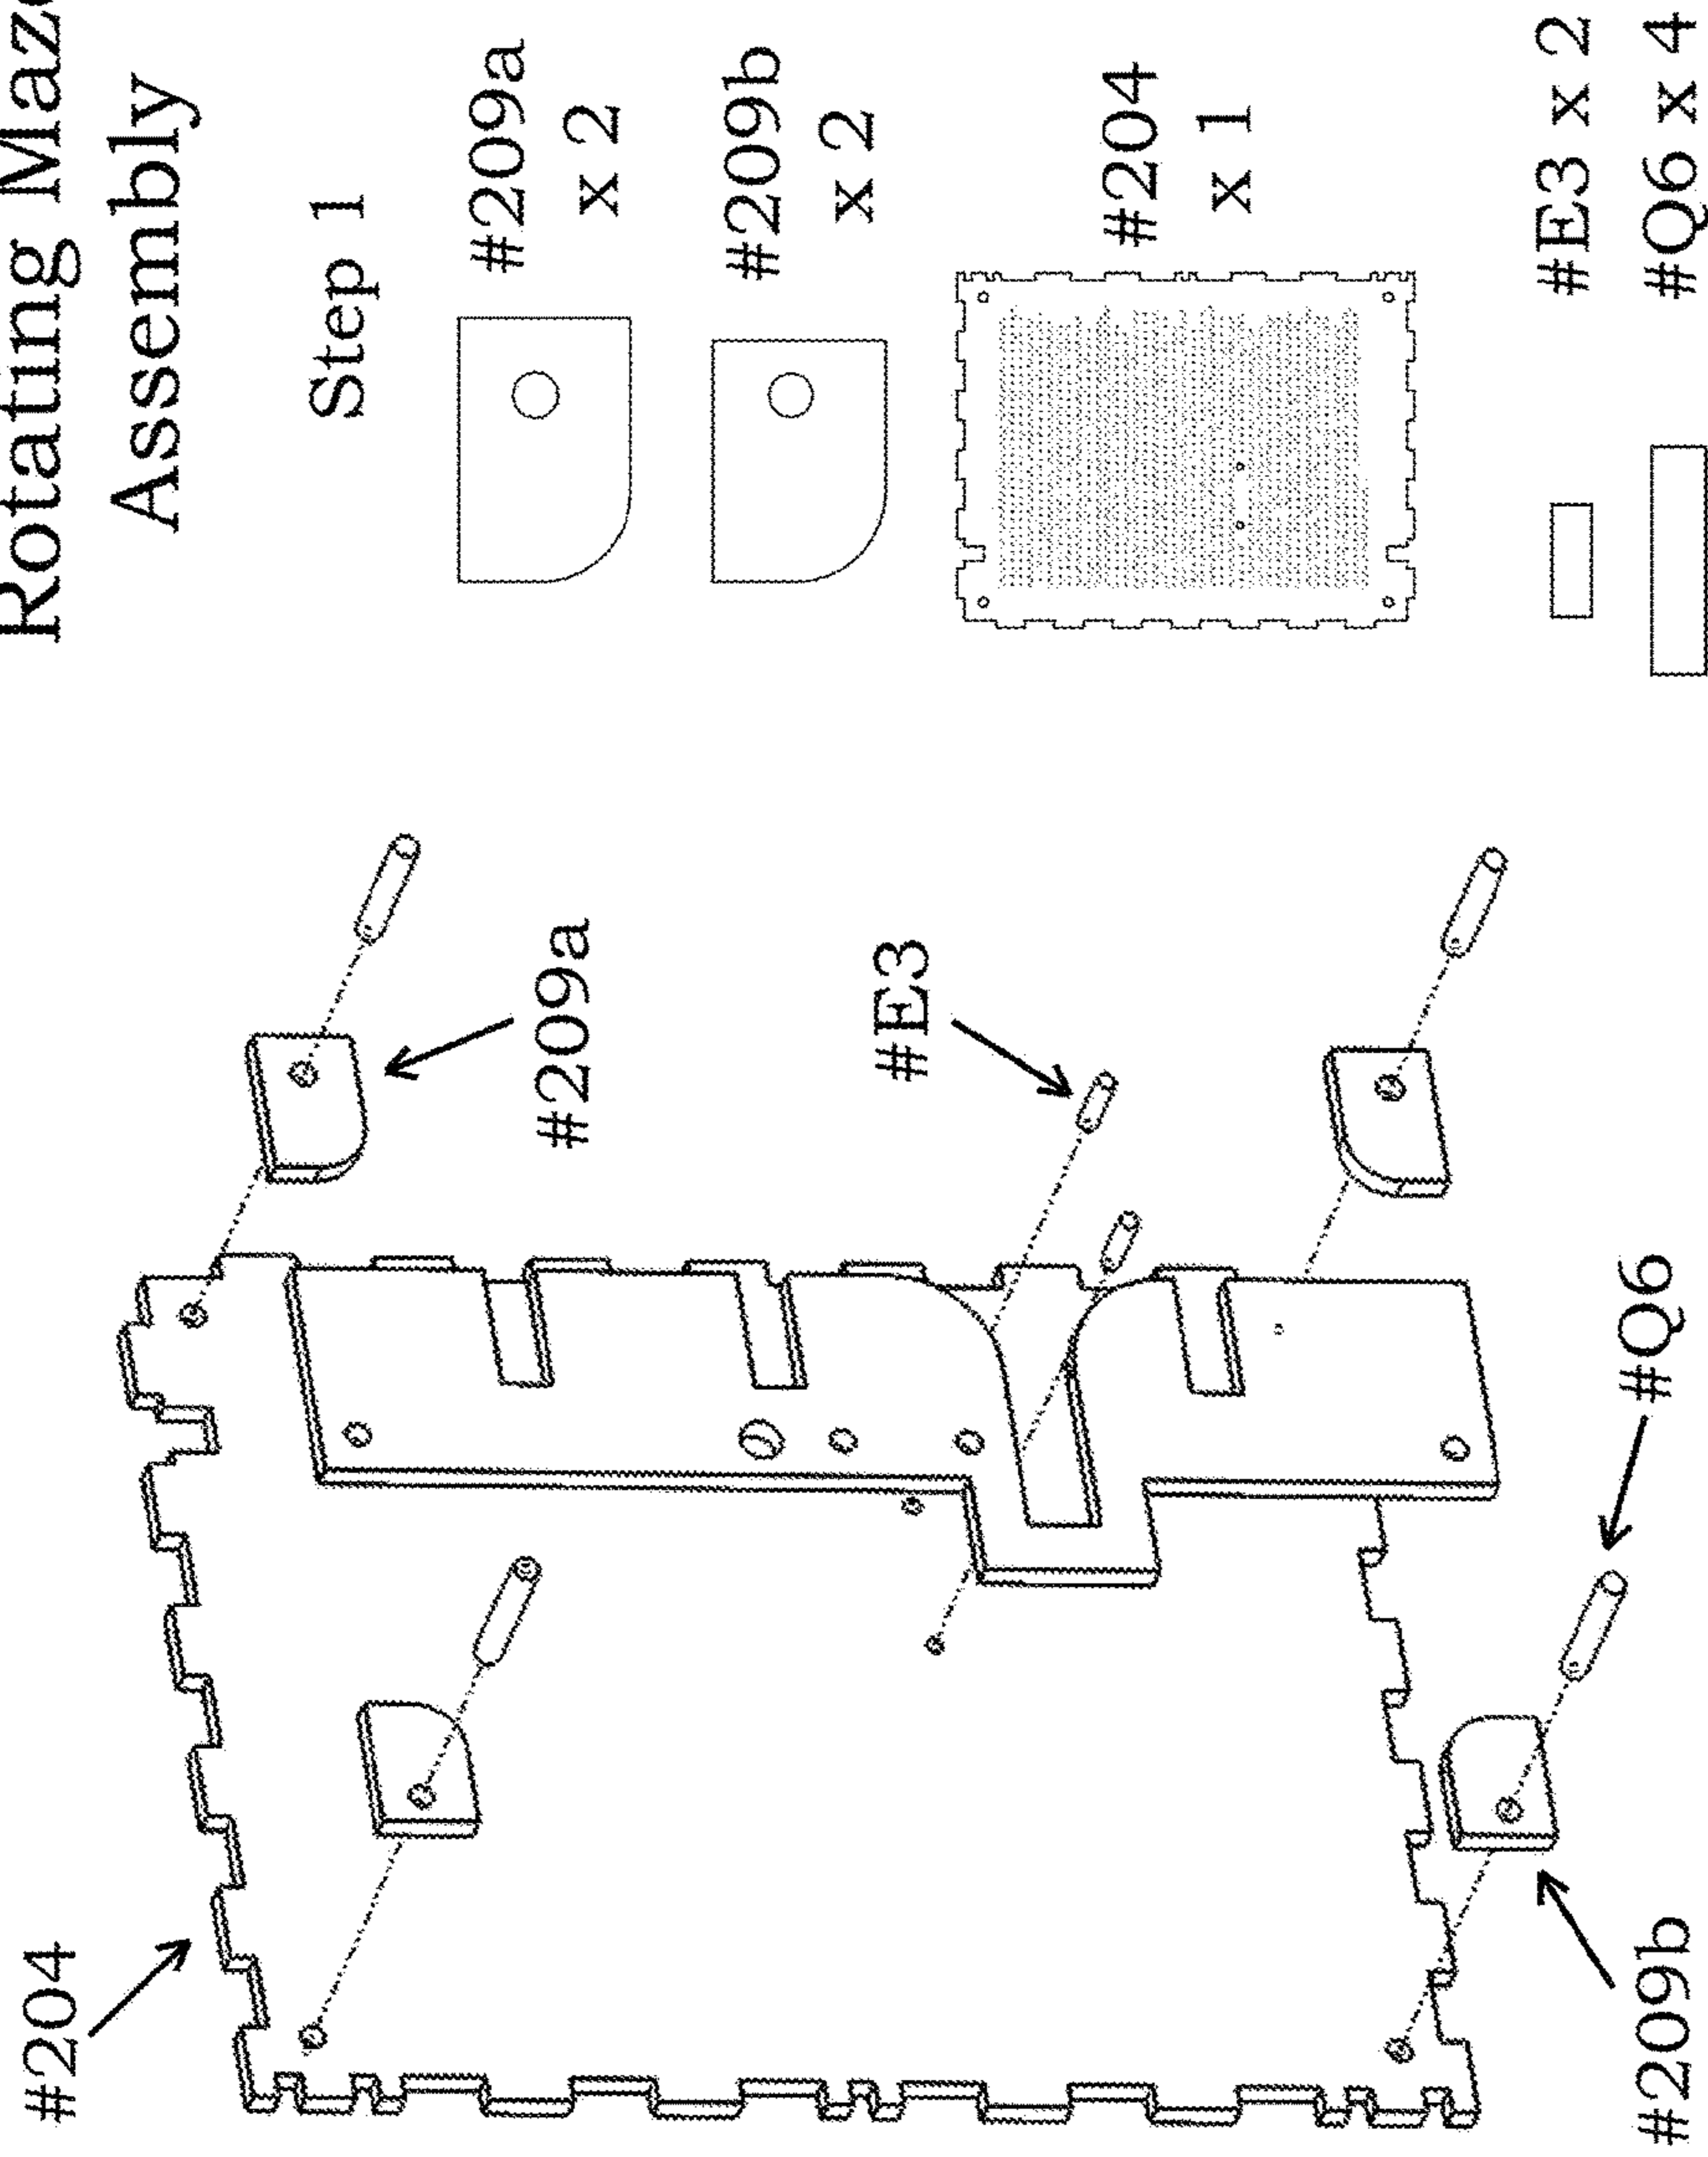 Rotating Maze
Assembly
Step 1
#209a
x 2
#209b
x 2
#204
x 1
#E3 x 2
#Q6 x 4
#204
#209a
#E3
#Q6
#209b